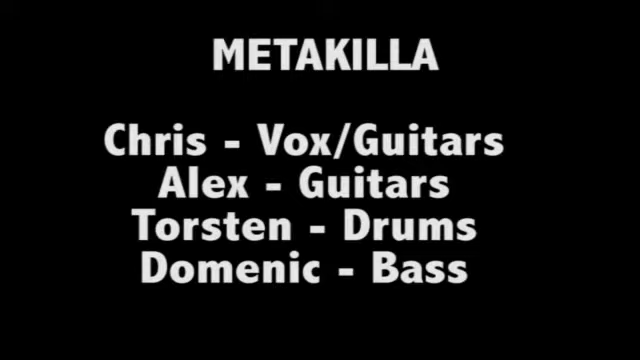 METAKILLA
Chris - Vox/Guitars
Alex - Guitars
Torsten - Drums
Domenic - Bass